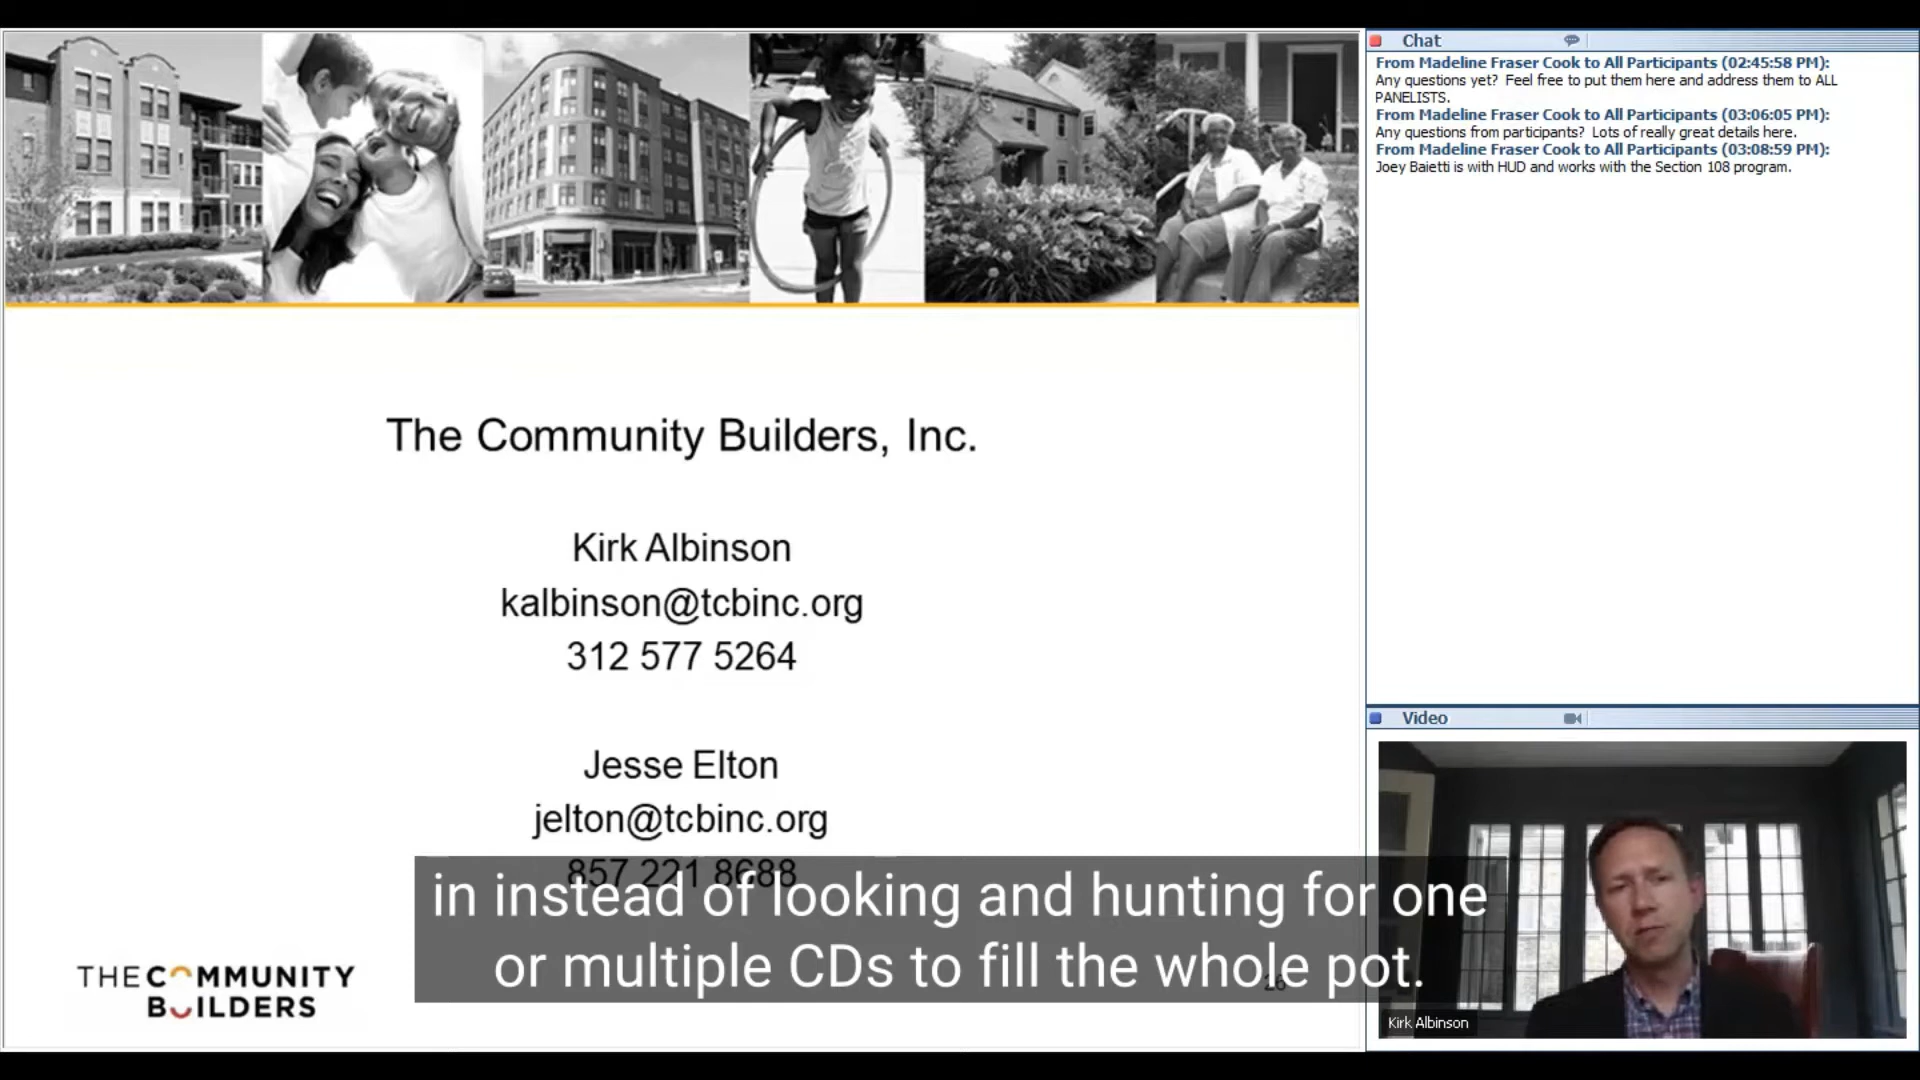 The Community Builders, Inc.
Kirk Albinson
kalbinson@tcbinc.org
312 577 5264
Jesse Elton
jelton@tcbinc.org
857 221 8688
in instead of looking and hunting for one
or multiple CDs to fill the whole pot.
THE COMMUNITY
BUILDERS
26
Chat
From Madeline Fraser Cook to All Participants (02:45:58 PM):
Any questions yet?  Feel free to put them here and address them to ALL
PANELISTS.
From Madeline Fraser Cook to All Participants (03:06:05 PM):
Any questions from participants?  Lots of really great details here.
From Madeline Fraser Cook to All Participants (03:08:59 PM):
Joey Baietti is with HUD and works with the Section 108 program.
Video
Kirk Albinson